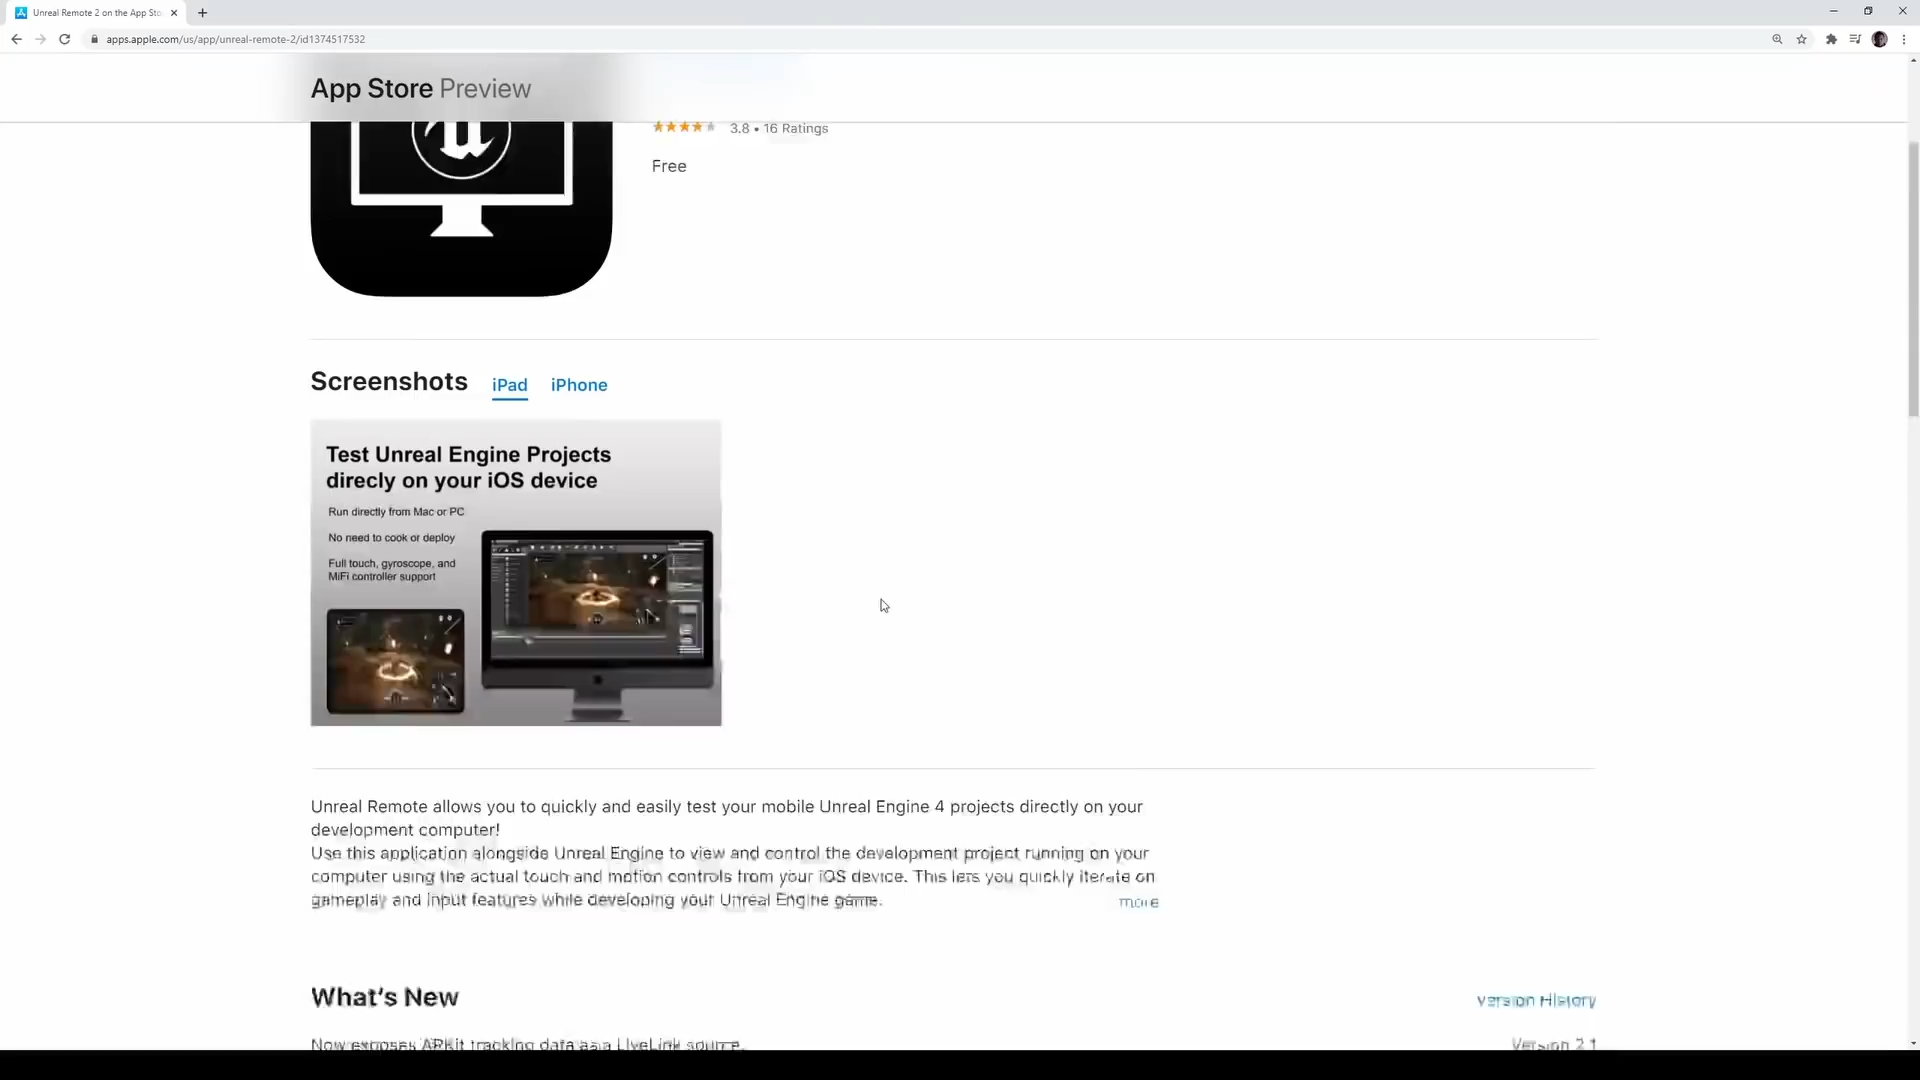 Unreal Remote 2 on the App Sto
apps.apple.com/us/app/unreal-remote-2/id1374517532
App Store Preview
3.8 • 16 Ratings
Free
Screenshots iPad iPhone
Test Unreal Engine Projects
direcly on your iOS device
Run directly from Mac or PC
No need to cook or deploy
Full touch, gyroscope, and
MiFi controller support
Unreal Remote allows you to quickly and easily test your mobile Unreal Engine 4 projects directly on your
development computer!
Use this application alongside Unreal Engine to view and control the development project running on your
computer using the actual touch and motion controls from your iOS device. This lets you quickly iterate on
gameplay and input features while developing your Unreal Engine game.
more
What's New
Version History
Now exposes ARKit tracking data as a LiveLink source.
Version 2.1